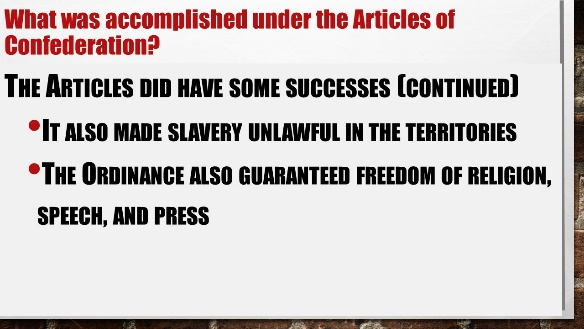 What was accomplished under the Articles of
Confederation?
The Articles did have some successes (continued)
•It also made slavery unlawful in the territories
•The Ordinance also guaranteed freedom of religion,
speech, and press